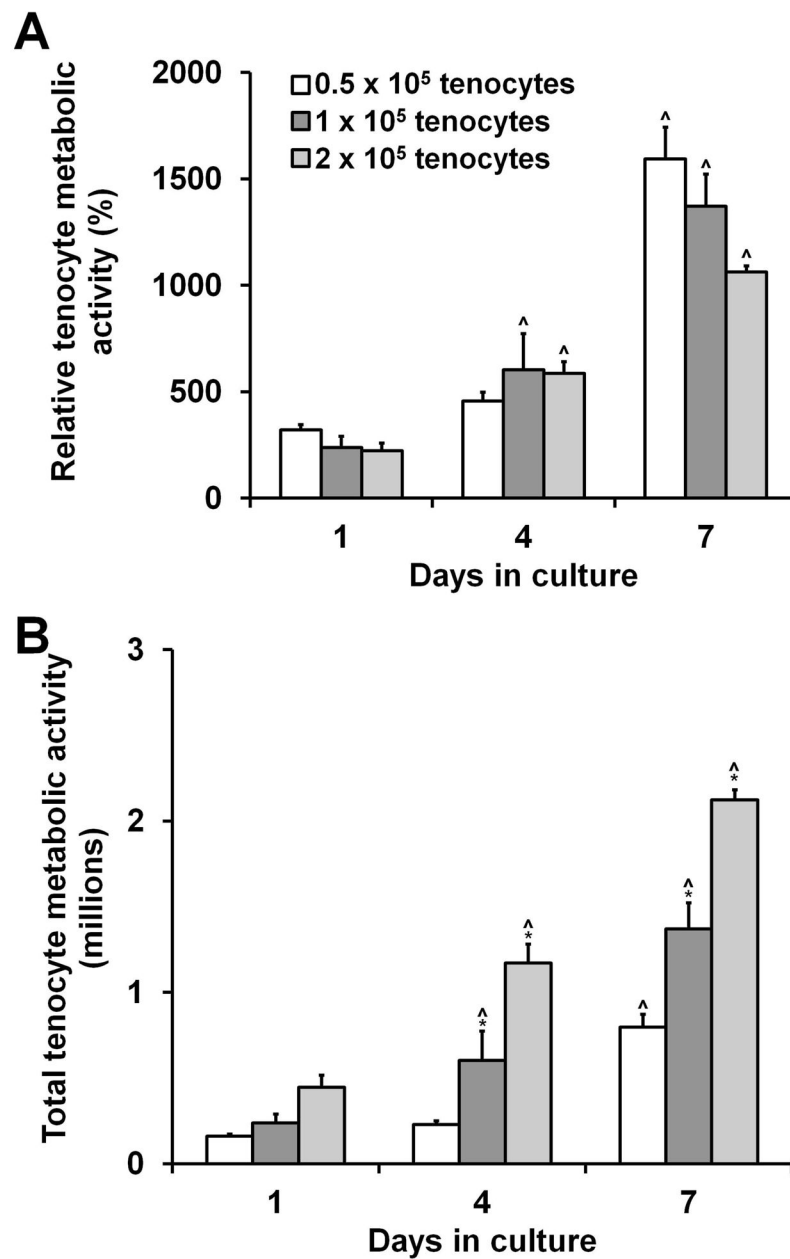 A
Relative tenocyte metabolic
activity (%)
2000
1500
1000
500
0
0.5 x 10⁵ tenocytes
1 x 10⁵ tenocytes
2 x 10⁵ tenocytes
^
^
^
^
^
1
4
7
Days in culture
B
Total tenocyte metabolic activity
(millions)
3
2
1
0
^
*
^
*
^
^
*
^
*
1
4
7
Days in culture